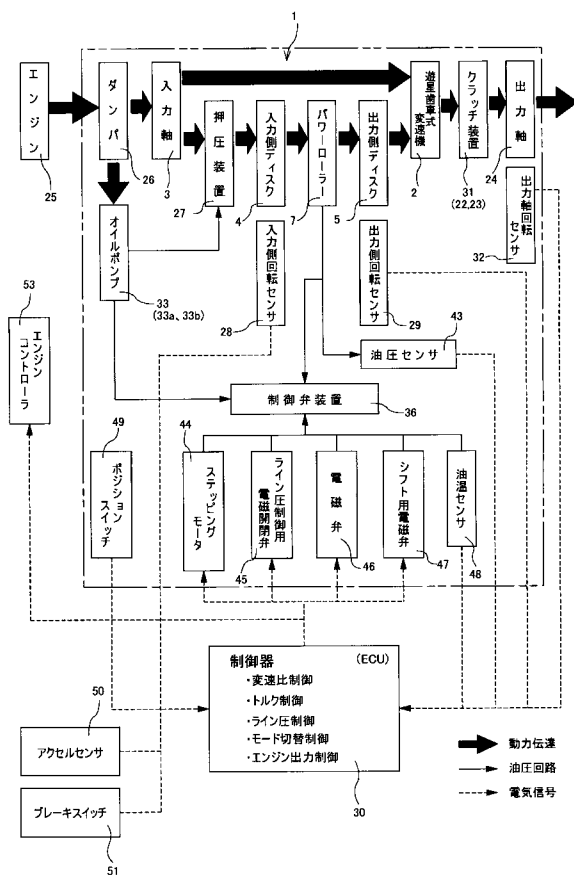 1
エンジン
25
ダンパ
26
入力軸
3
押圧装置
27
入力側ディスク
4
パワーローラー
7
出力側ディスク
5
遊星歯車式
変速機
2
クラッチ装置
31
(22,23)
出力軸
24
出力軸回転
センサ
32
オイルポンプ
33
(33a、33b)
入力側回転センサ
28
出力側回転センサ
29
43
油圧センサ
53
エンジン
コントローラ
制御弁装置
36
49
ポジション
スイッチ
44
ステッピング
モータ
ライン圧制御用
電磁開閉弁
45
電磁弁
46
シフト用電磁弁
47
油温センサ
48
制御器 (ECU)
・変速比制御
・トルク制御
・ライン圧制御
・モード切替制御
・エンジン出力制御
30
50
アクセルセンサ
ブレーキスイッチ
51
動力伝達
油圧回路
電気信号